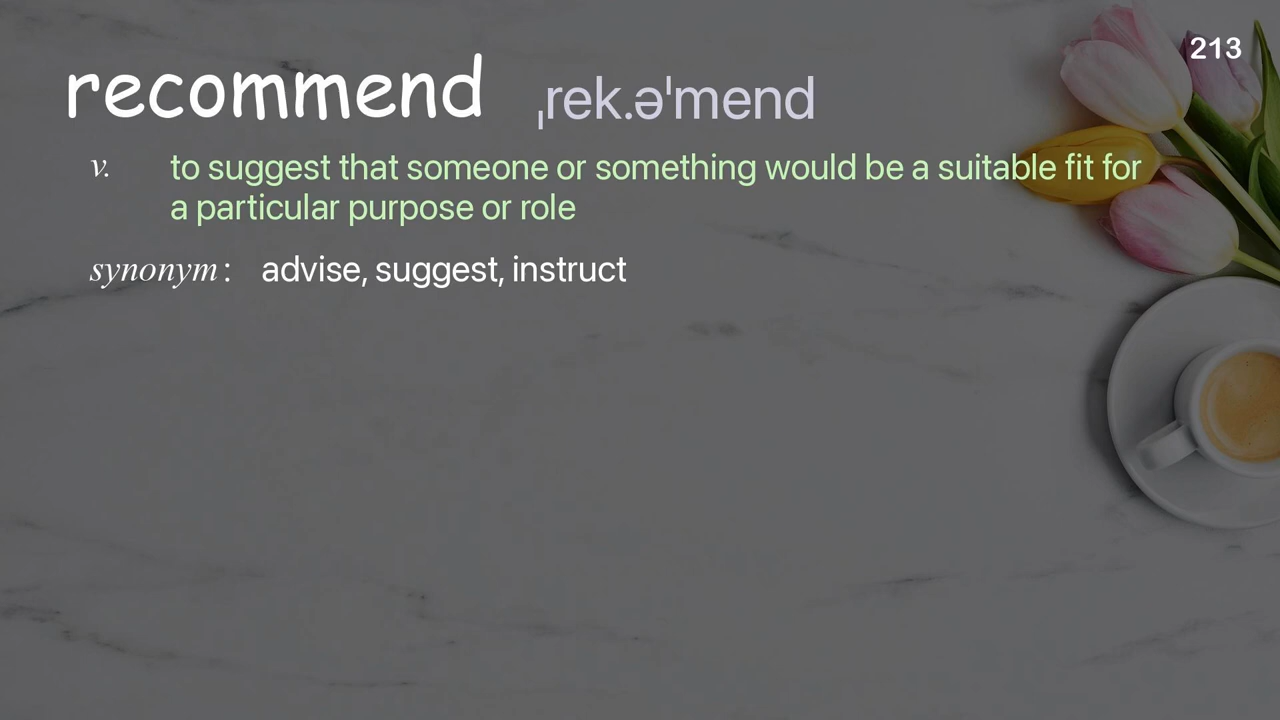 213
recommend ˌrek.əˈmend
v. to suggest that someone or something would be a suitable fit for
a particular purpose or role
synonym : advise, suggest, instruct